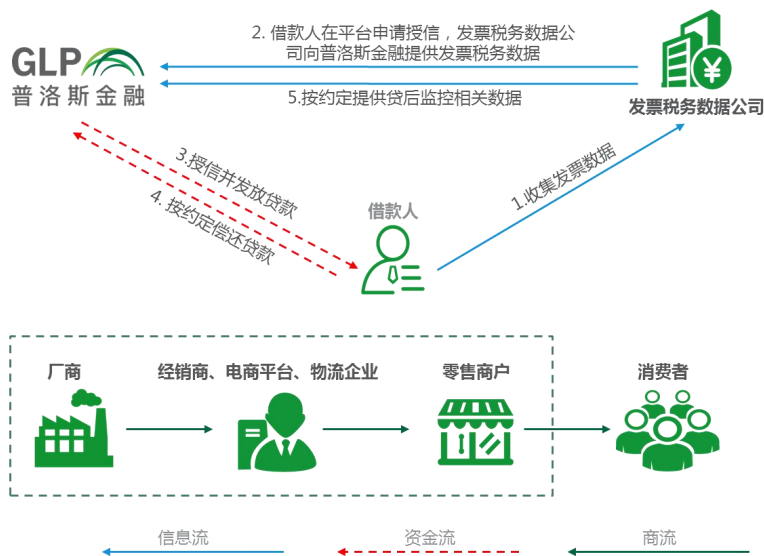 2. 借款人在平台申请授信，发票税务数据公
司向普洛斯金融提供发票税务数据
GLP
普洛斯金融
5.按约定提供贷后监控相关数据
发票税务数据公司
3.授信并发放贷款
4. 按约定偿还贷款
1.收集发票数据
借款人
厂商
经销商、电商平台、物流企业
零售商户
消费者
信息流
资金流
商流